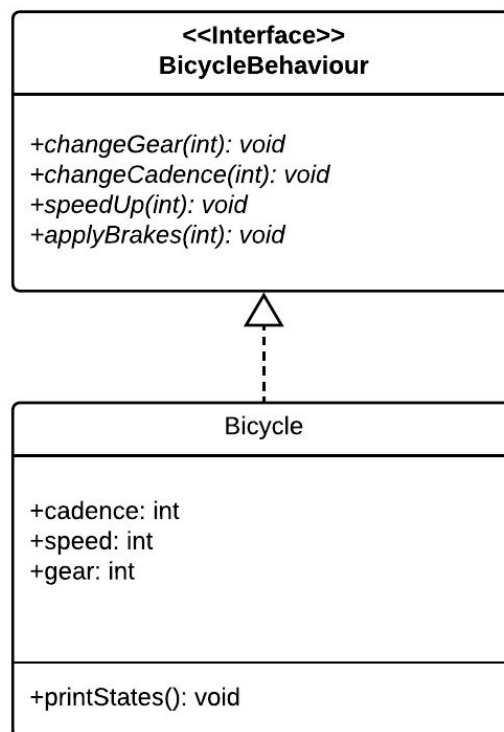 <<Interface>>
BicycleBehaviour
+changeGear(int): void
+changeCadence(int): void
+speedUp(int): void
+applyBrakes(int): void
Bicycle
+cadence: int
+speed: int
+gear: int
+printStates(): void